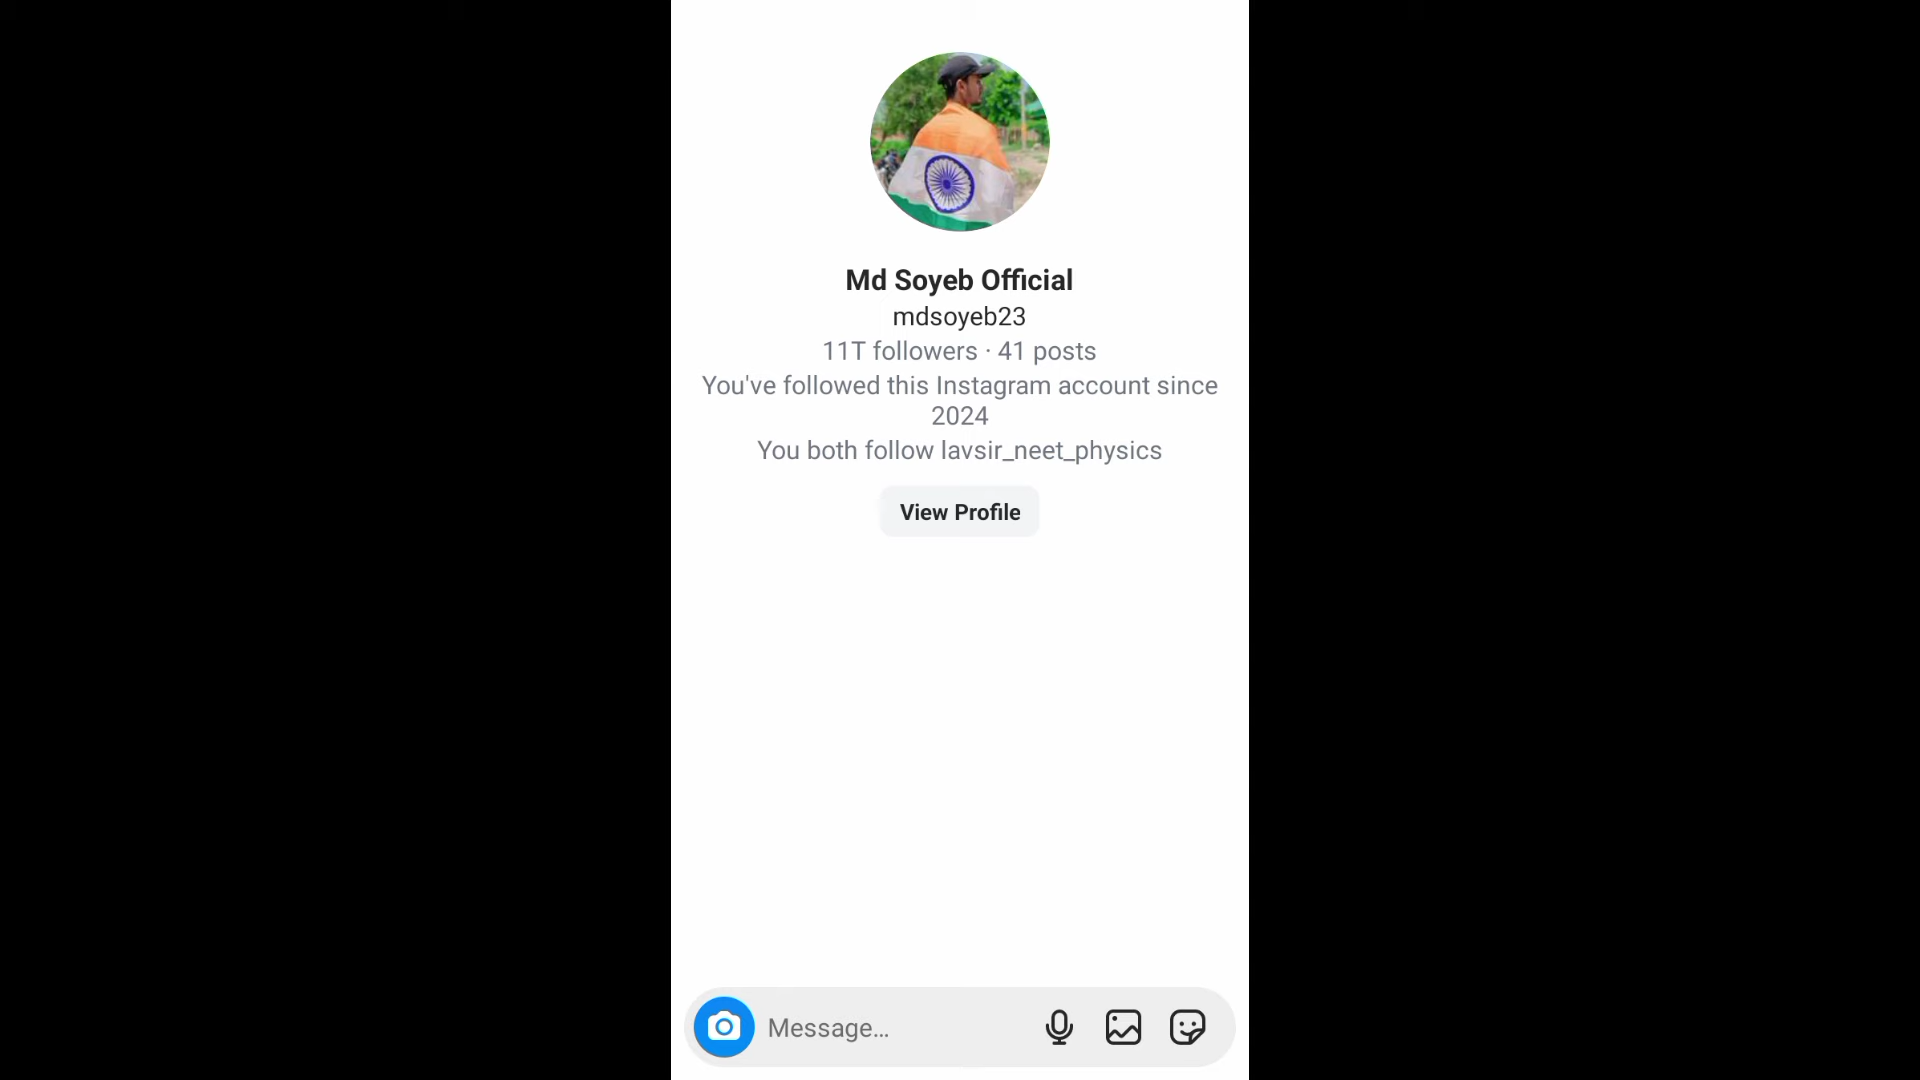 Md Soyeb Official
mdsoyeb23
11T followers · 41 posts
You've followed this Instagram account since
2024
You both follow lavsir_neet_physics
View Profile
Message…